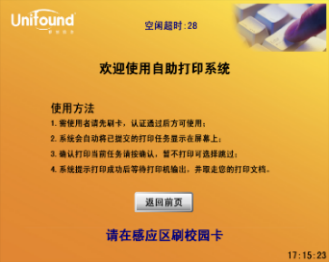 Unifound
空闲超时:28
欢迎使用自助打印系统
使用方法
1.需使用者请先刷卡，认证通过后方可使用;
2.系统会自动将已提交的打印任务显示在屏幕上;
3.确认打印当前任务请按确认，暂不打印可选择跳过;
4.系统提示打印成功后等待打印机输出，并取走您的打印文档。
返回前页
请在感应区刷校园卡
17:15:23